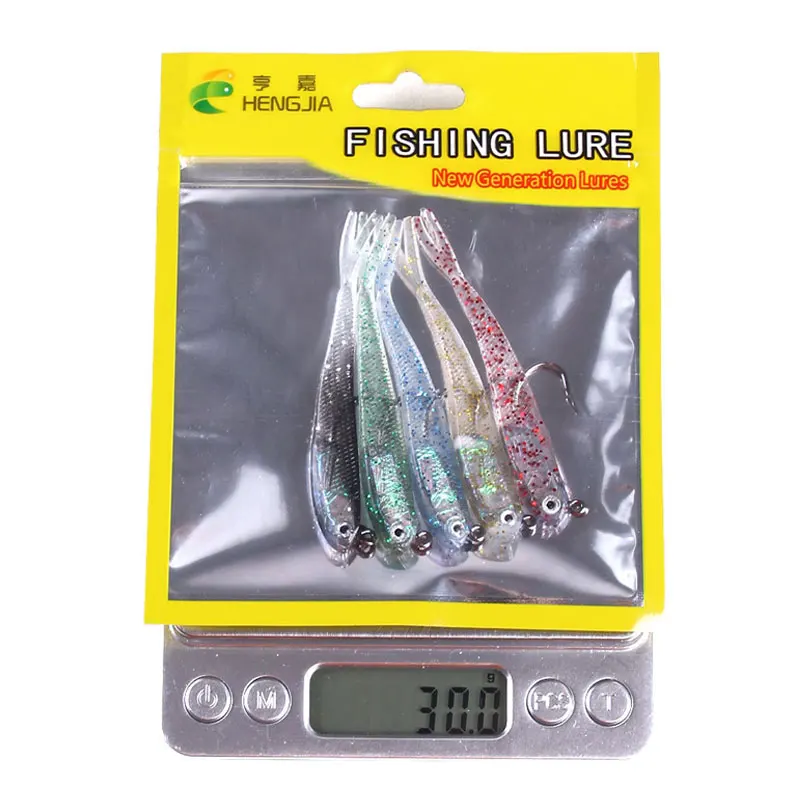 亨 嘉
HENGJIA
FISHING LURE
New Generation Lures
g
30.0
M
PCS
T